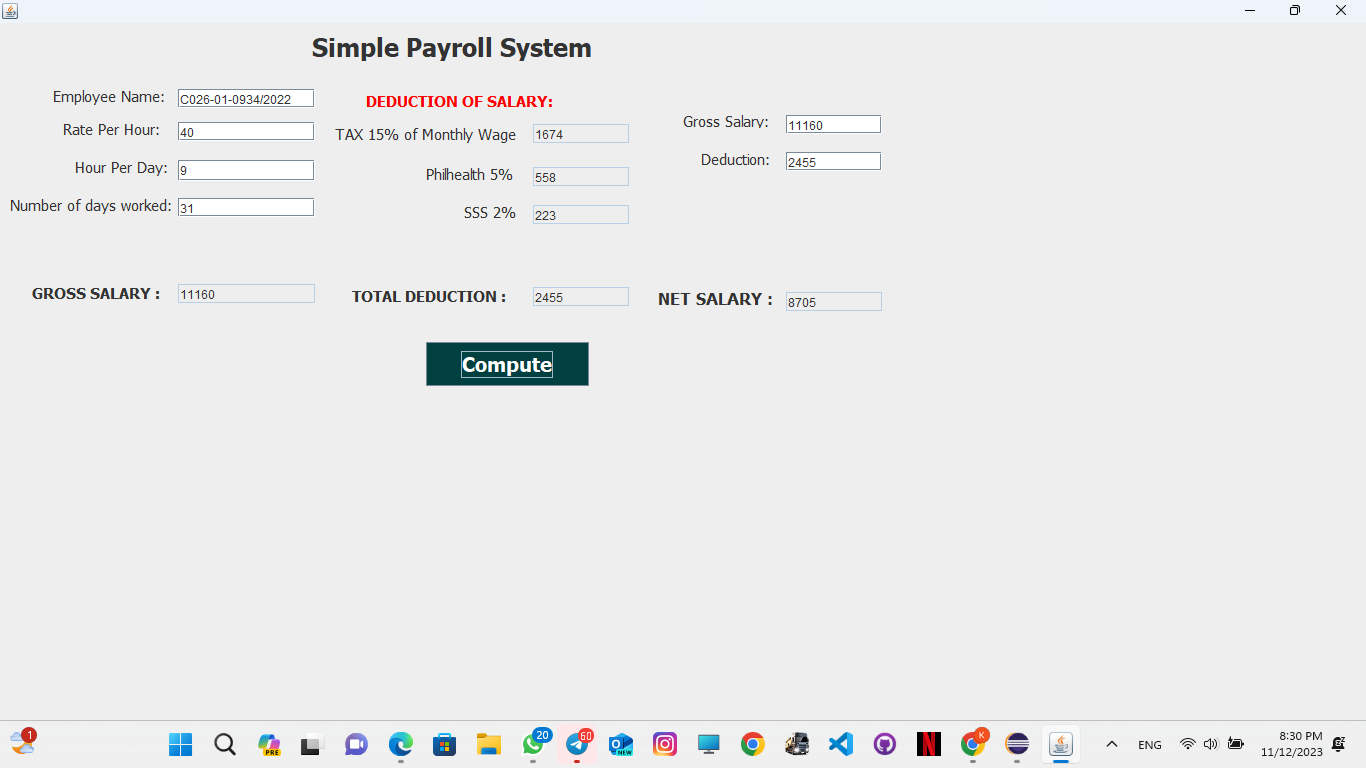 Simple Payroll System
Employee Name: C026-01-0934/2022
Rate Per Hour: 40
Hour Per Day: 9
Number of days worked: 31
DEDUCTION OF SALARY:
TAX 15% of Monthly Wage 1674
Philhealth 5% 558
SSS 2% 223
Gross Salary: 11160
Deduction: 2455
GROSS SALARY : 11160
TOTAL DEDUCTION : 2455
NET SALARY : 8705
Compute
1
PRE
20
60
NEW
N
K
ENG
8:30 PM
11/12/2023